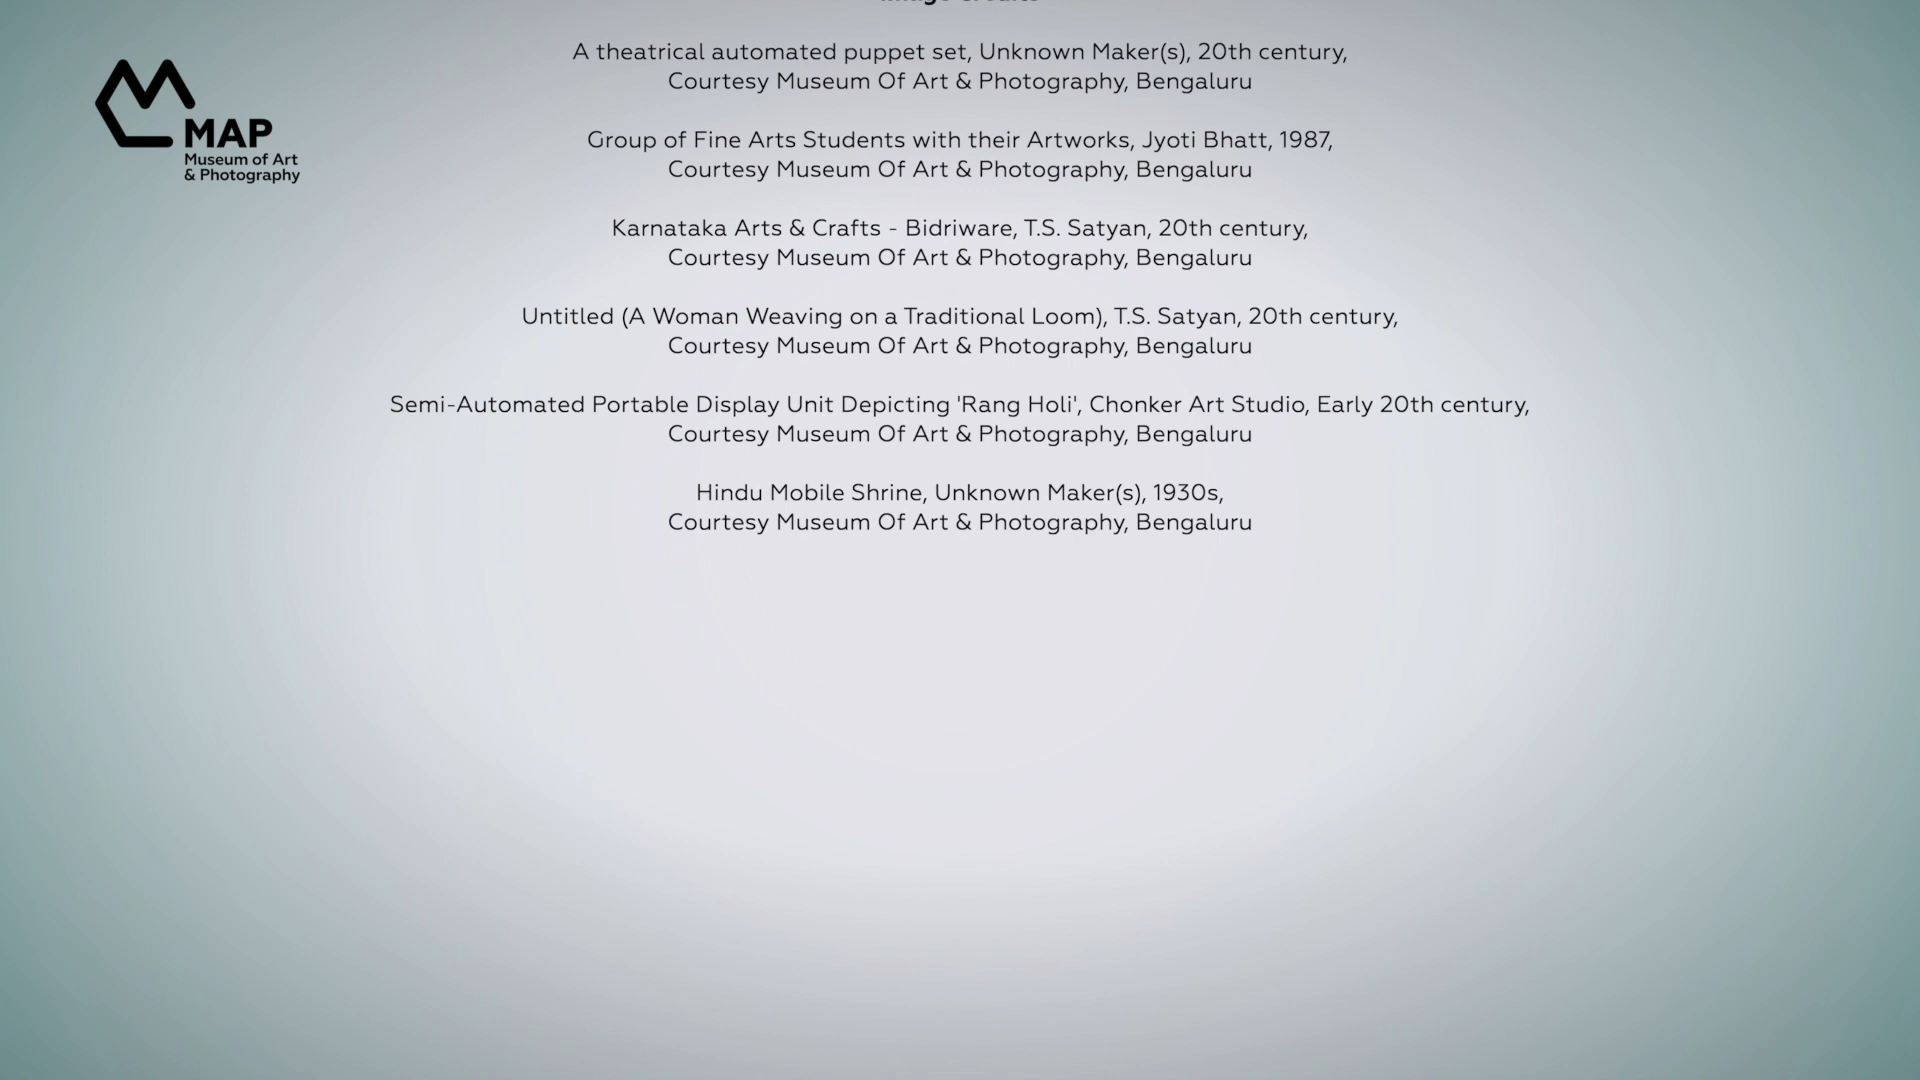 Image Credits
A theatrical automated puppet set, Unknown Maker(s), 20th century,
Courtesy Museum Of Art & Photography, Bengaluru
Group of Fine Arts Students with their Artworks, Jyoti Bhatt, 1987,
Courtesy Museum Of Art & Photography, Bengaluru
Karnataka Arts & Crafts - Bidriware, T.S. Satyan, 20th century,
Courtesy Museum Of Art & Photography, Bengaluru
Untitled (A Woman Weaving on a Traditional Loom), T.S. Satyan, 20th century,
Courtesy Museum Of Art & Photography, Bengaluru
Semi-Automated Portable Display Unit Depicting 'Rang Holi', Chonker Art Studio, Early 20th century,
Courtesy Museum Of Art & Photography, Bengaluru
Hindu Mobile Shrine, Unknown Maker(s), 1930s,
Courtesy Museum Of Art & Photography, Bengaluru
MAP
Museum of Art
& Photography